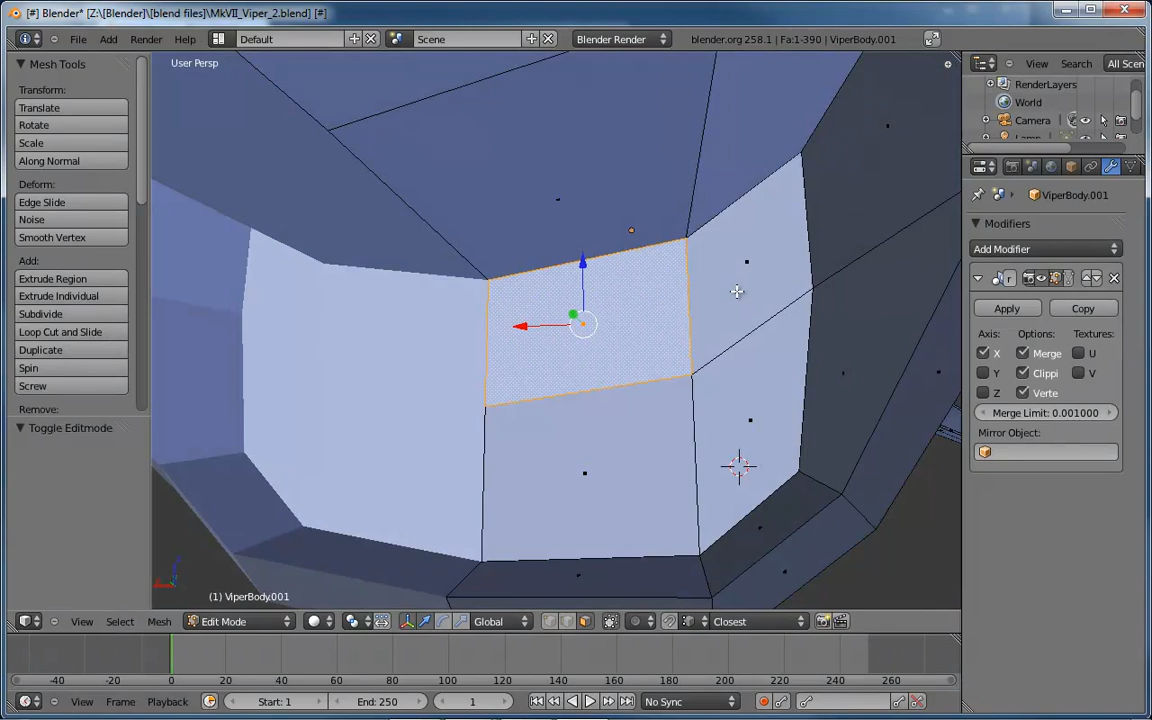 [#] Blender* [Z:\[Blender]\[blend files]\MkVII_Viper_2.blend] [#]
File Add Render Help Default Scene Blender Render blender.org 258.1 | Fa:1-390 | ViperBody.001
Mesh Tools
Transform:
Translate
Rotate
Scale
Along Normal
Deform:
Edge Slide
Noise
Smooth Vertex
Add:
Extrude Region
Extrude Individual
Subdivide
Loop Cut and Slide
Duplicate
Spin
Screw
Remove:
Toggle Editmode
User Persp
(1) ViperBody.001
View Search All Scen
RenderLayers
World
Camera
ViperBody.001
Modifiers
Add Modifier
r
Apply Copy
Axis: Options: Textures:
X Merge U
Y Clippi V
Z Verte
Merge Limit: 0.001000
Mirror Object:
View Select Mesh Edit Mode Global Closest
-40 -20 0 20 40 60 80 100 120 140 160 180 200 220 240 260
View Frame Playback Start: 1 End: 250 1 No Sync